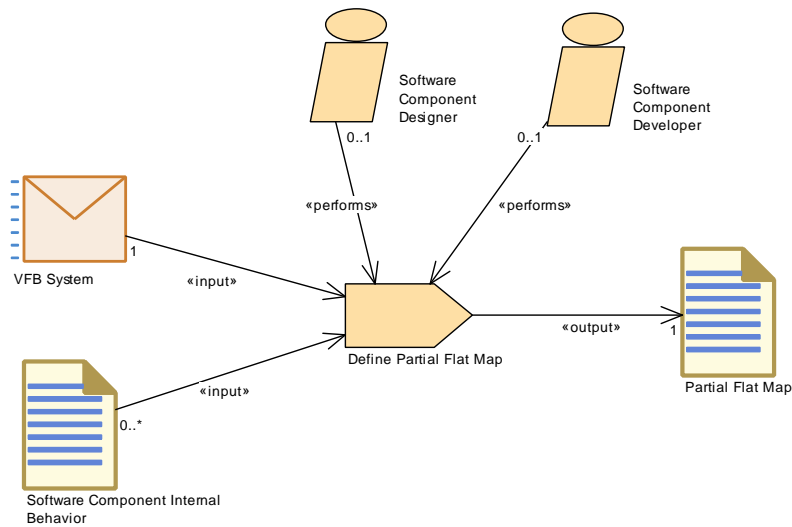 Software
Component
Designer
Software
Component
Developer
0..1
0..1
«performs»
«performs»
1
VFB System
«input»
«output»
1
Define Partial Flat Map
Partial Flat Map
«input»
0..*
Software Component Internal
Behavior